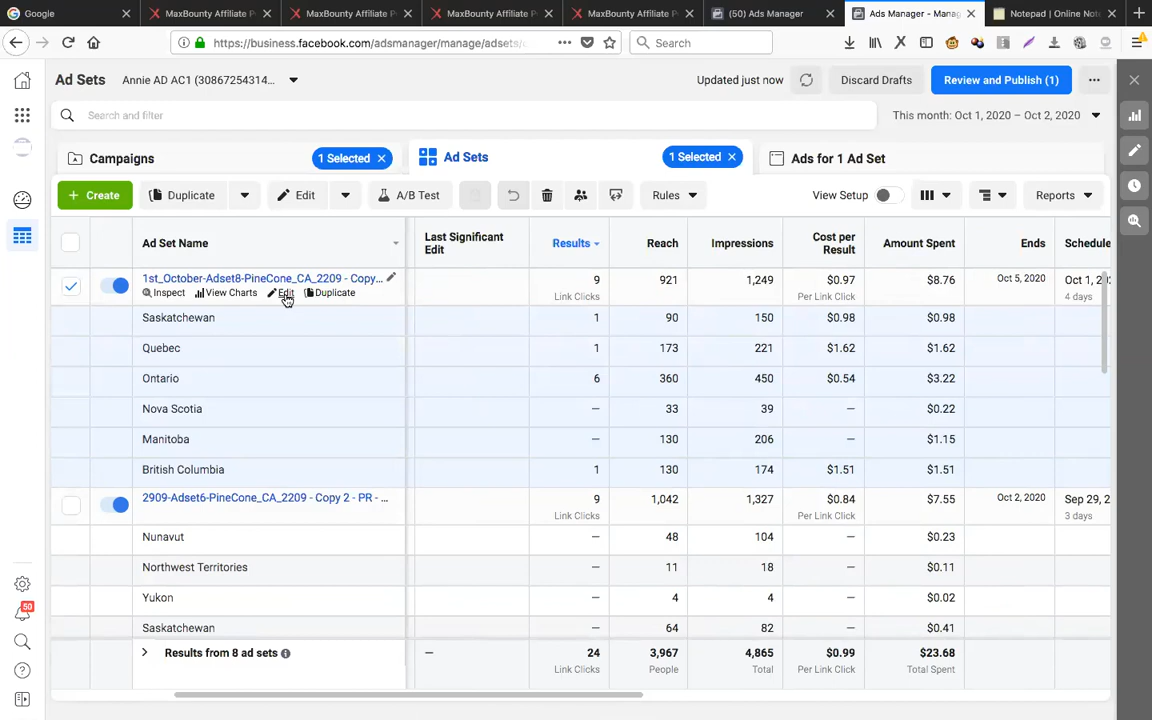 Google
MaxBounty Affiliate P
MaxBounty Affiliate P
MaxBounty Affiliate P
MaxBounty Affiliate P
(50) Ads Manager
Ads Manager - Manag
Notepad | Online Note
https://business.facebook.com/adsmanager/manage/adsets/
Search
Ad Sets
Annie AD AC1 (30867254314...
Updated just now
Discard Drafts
Review and Publish (1)
Search and filter
This month: Oct 1, 2020 – Oct 2, 2020
Campaigns
1 Selected
Ad Sets
1 Selected
Ads for 1 Ad Set
+ Create
Duplicate
Edit
A/B Test
Rules
View Setup
Reports
Ad Set Name
Last Significant
Edit
Results
Reach
Impressions
Cost per
Result
Amount Spent
Ends
Schedule
1st_October-Adset8-PineCone_CA_2209 - Copy...
9
921
1,249
$0.97
$8.76
Oct 5, 2020
Oct 1, 20
Inspect
View Charts
Edit
Duplicate
Link Clicks
Per Link Click
4 days
Saskatchewan
1
90
150
$0.98
$0.98
Quebec
1
173
221
$1.62
$1.62
Ontario
6
360
450
$0.54
$3.22
Nova Scotia
—
33
39
—
$0.22
Manitoba
—
130
206
—
$1.15
British Columbia
1
130
174
$1.51
$1.51
2909-Adset6-PineCone_CA_2209 - Copy 2 - PR - ...
9
1,042
1,327
$0.84
$7.55
Oct 2, 2020
Sep 29, 2
Link Clicks
Per Link Click
3 days
Nunavut
—
48
104
—
$0.23
Northwest Territories
—
11
18
—
$0.11
Yukon
—
4
4
—
$0.02
Saskatchewan
—
64
82
—
$0.41
Results from 8 ad sets
—
24
3,967
4,865
$0.99
$23.68
Link Clicks
People
Total
Per Link Click
Total Spent
50